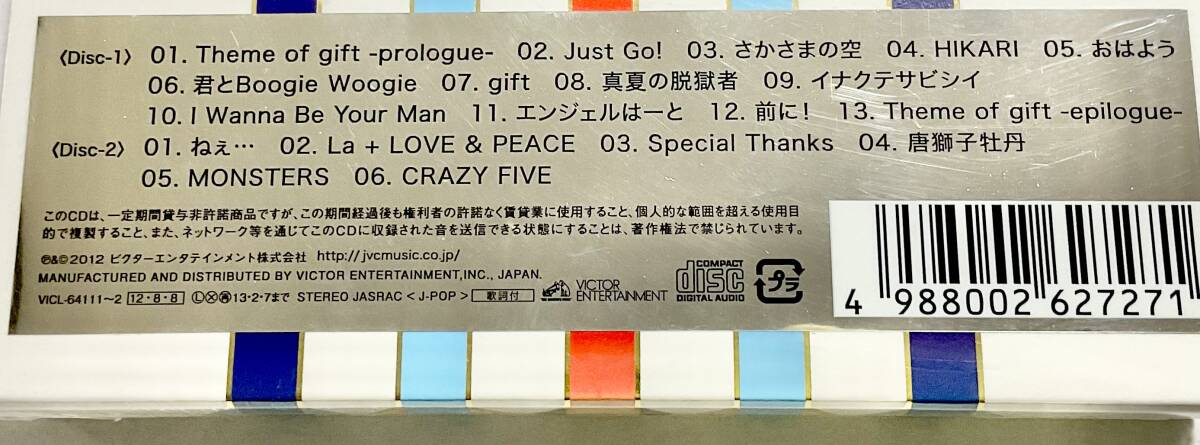 〈Disc-1〉 01. Theme of gift -prologue- 02. Just Go! 03. さかさまの空 04. HIKARI 05. おはよう
06. 君とBoogie Woogie 07. gift 08. 真夏の脱獄者 09. イナクテサビシイ
10. I Wanna Be Your Man 11. エンジェルはーと 12. 前に! 13. Theme of gift -epilogue-
〈Disc-2〉 01. ねぇ… 02. La + LOVE & PEACE 03. Special Thanks 04. 唐獅子牡丹
05. MONSTERS 06. CRAZY FIVE
このCDは、一定期間貸与非許諾商品ですが、この期間経過後も権利者の許諾なく賃貸業に使用すること、個人的な範囲を超える使用目
的で複製すること、また、ネットワーク等を通じてこのCDに収録された音を送信できる状態にすることは、著作権法で禁じられています。
℗&©2012 ビクターエンタテインメント株式会社 http://jvcmusic.co.jp/
MANUFACTURED AND DISTRIBUTED BY VICTOR ENTERTAINMENT,INC., JAPAN.
VICL-64111~2 12・8・8 Ⓛ Ⓧ ㊐13・2・7まで STEREO JASRAC <J-POP> 歌詞付
VICTOR
ENTERTAINMENT
COMPACT
disc
DIGITAL AUDIO
プラ
4 988002 627271